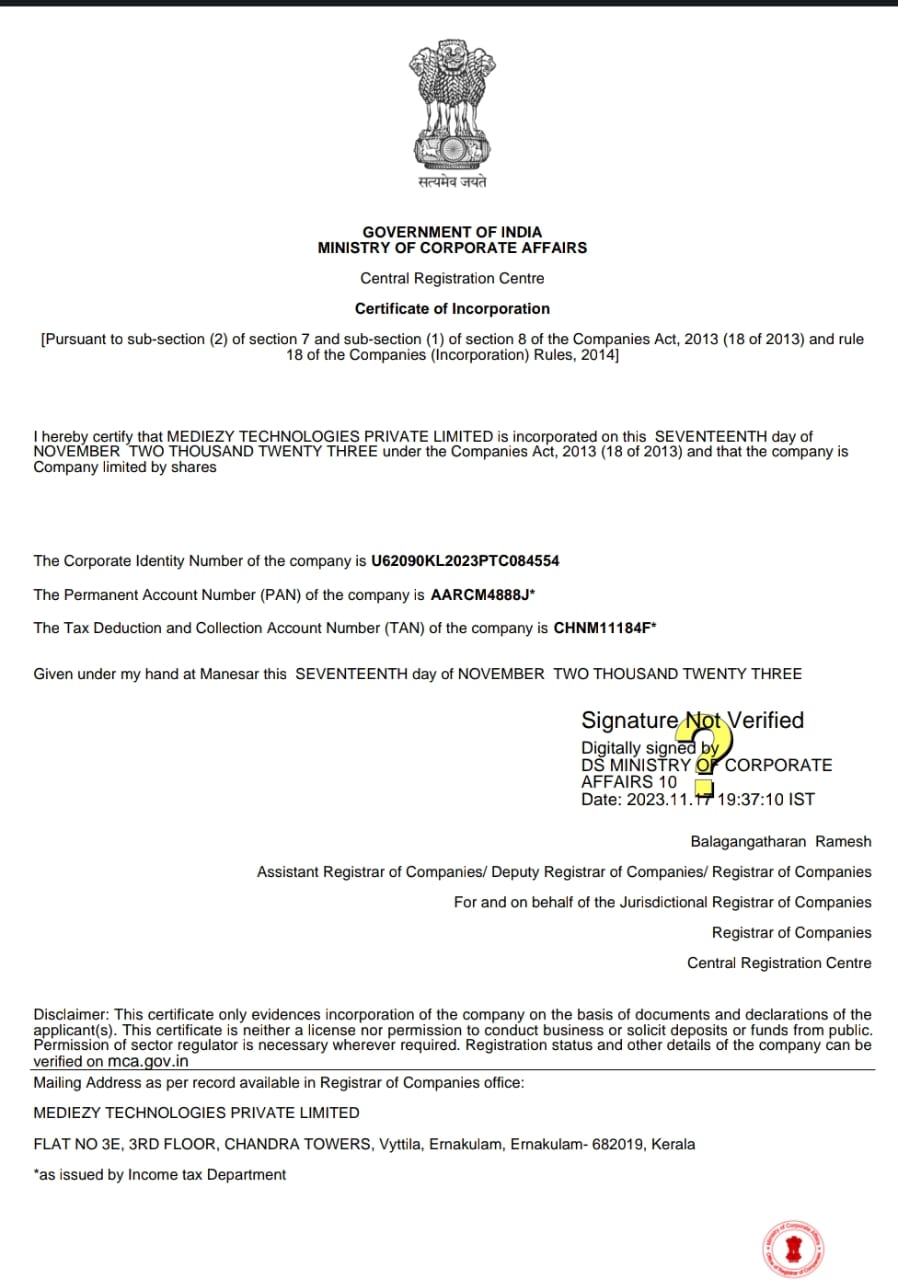 सत्यमेव जयते
GOVERNMENT OF INDIA
MINISTRY OF CORPORATE AFFAIRS
Central Registration Centre
Certificate of Incorporation
[Pursuant to sub-section (2) of section 7 and sub-section (1) of section 8 of the Companies Act, 2013 (18 of 2013) and rule
18 of the Companies (Incorporation) Rules, 2014]
I hereby certify that MEDIEZY TECHNOLOGIES PRIVATE LIMITED is incorporated on this SEVENTEENTH day of
NOVEMBER TWO THOUSAND TWENTY THREE under the Companies Act, 2013 (18 of 2013) and that the company is
Company limited by shares
The Corporate Identity Number of the company is U62090KL2023PTC084554
The Permanent Account Number (PAN) of the company is AARCM4888J*
The Tax Deduction and Collection Account Number (TAN) of the company is CHNM11184F*
Given under my hand at Manesar this SEVENTEENTH day of NOVEMBER TWO THOUSAND TWENTY THREE
Signature Not Verified
Digitally signed by
DS MINISTRY OF CORPORATE
AFFAIRS 10
Date: 2023.11.17 19:37:10 IST
Balagangatharan Ramesh
Assistant Registrar of Companies/ Deputy Registrar of Companies/ Registrar of Companies
For and on behalf of the Jurisdictional Registrar of Companies
Registrar of Companies
Central Registration Centre
Disclaimer: This certificate only evidences incorporation of the company on the basis of documents and declarations of the
applicant(s). This certificate is neither a license nor permission to conduct business or solicit deposits or funds from public.
Permission of sector regulator is necessary wherever required. Registration status and other details of the company can be
verified on mca.gov.in
Mailing Address as per record available in Registrar of Companies office:
MEDIEZY TECHNOLOGIES PRIVATE LIMITED
FLAT NO 3E, 3RD FLOOR, CHANDRA TOWERS, Vyttila, Ernakulam, Ernakulam- 682019, Kerala
*as issued by Income tax Department
Ministry of Corporate Affairs
Office of Registrar of Companies